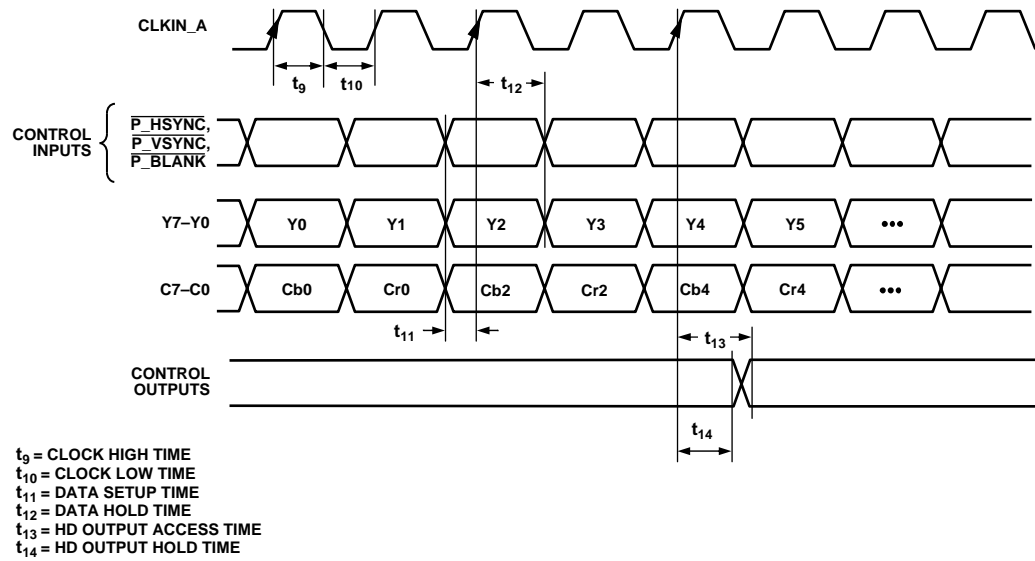 CLKIN_A
t9
t10
t12
CONTROL INPUTS
P_HSYNC,
P_VSYNC,
P_BLANK
Y7–Y0
Y0
Y1
Y2
Y3
Y4
Y5
•••
C7–C0
Cb0
Cr0
Cb2
Cr2
Cb4
Cr4
•••
t11
t13
CONTROL OUTPUTS
t14
t9 = CLOCK HIGH TIME
t10 = CLOCK LOW TIME
t11 = DATA SETUP TIME
t12 = DATA HOLD TIME
t13 = HD OUTPUT ACCESS TIME
t14 = HD OUTPUT HOLD TIME